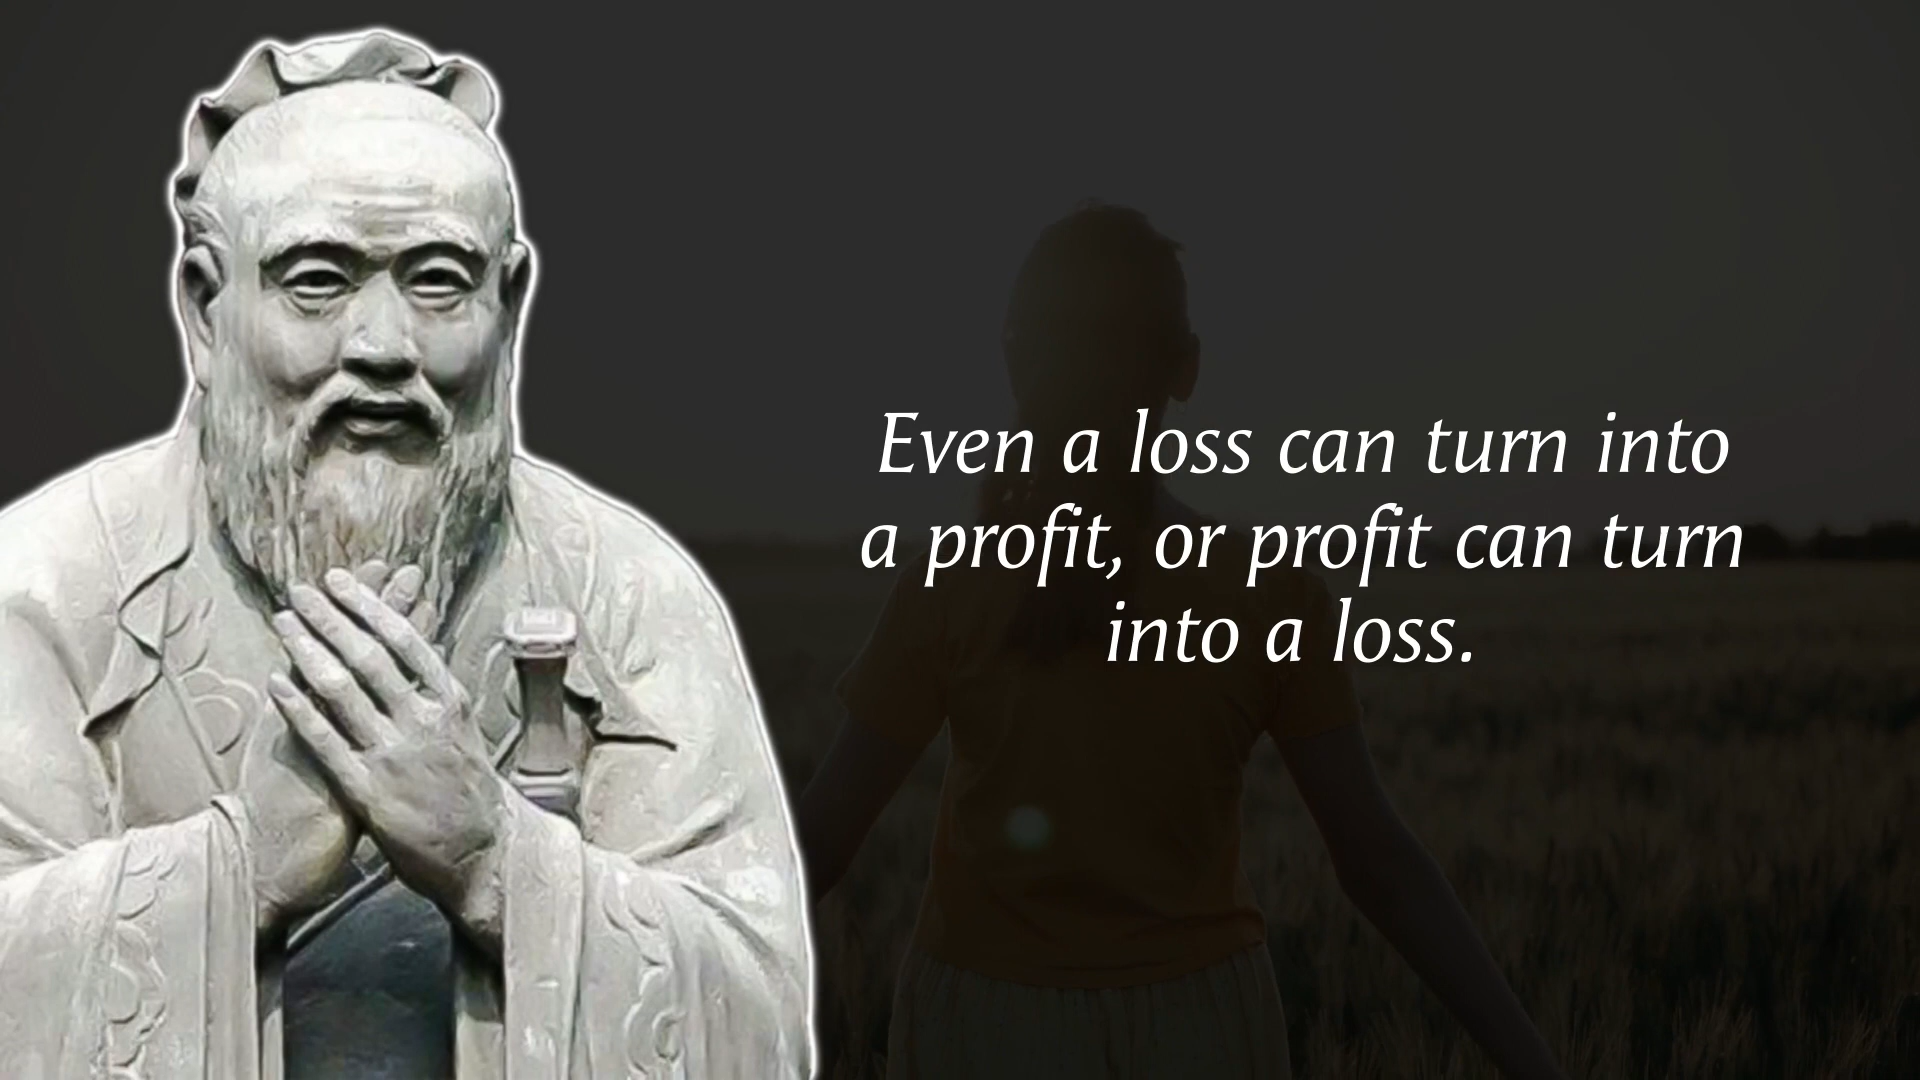 Even a loss can turn into
a profit, or profit can turn
into a loss.